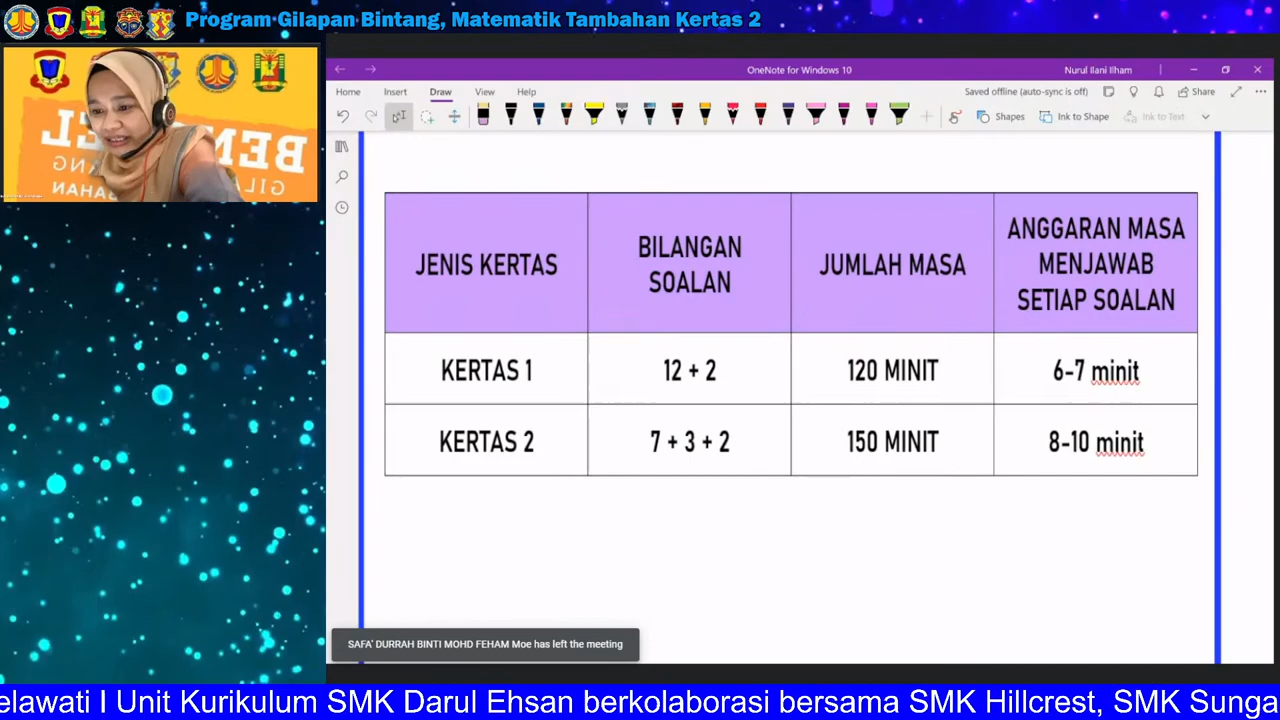 Program Gilapan Bintang, Matematik Tambahan Kertas 2
OneNote for Windows 10
Nurul Ilani Ilham
Home Insert Draw View Help
Saved offline (auto-sync is off)
Share
Shapes
Ink to Shape
Ink to Text
JENIS KERTAS
BILANGAN
SOALAN
JUMLAH MASA
ANGGARAN MASA
MENJAWAB
SETIAP SOALAN
KERTAS 1
12 + 2
120 MINIT
6-7 minit
KERTAS 2
7 + 3 + 2
150 MINIT
8-10 minit
SAFA' DURRAH BINTI MOHD FEHAM Moe has left the meeting
elawati I Unit Kurikulum SMK Darul Ehsan berkolaborasi bersama SMK Hillcrest, SMK Sunga